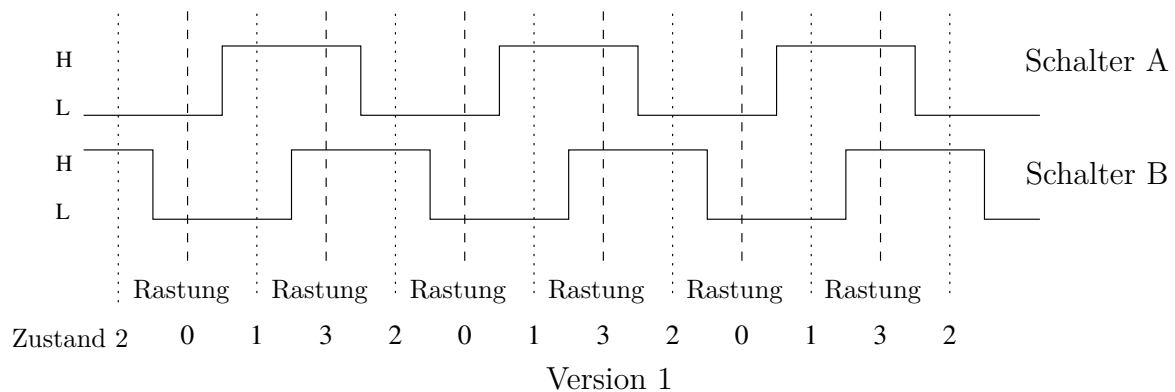 H
Schalter A
L
H
Schalter B
L
Rastung Rastung Rastung Rastung Rastung Rastung
Zustand 2 0 1 3 2 0 1 3 2 0 1 3 2
Version 1